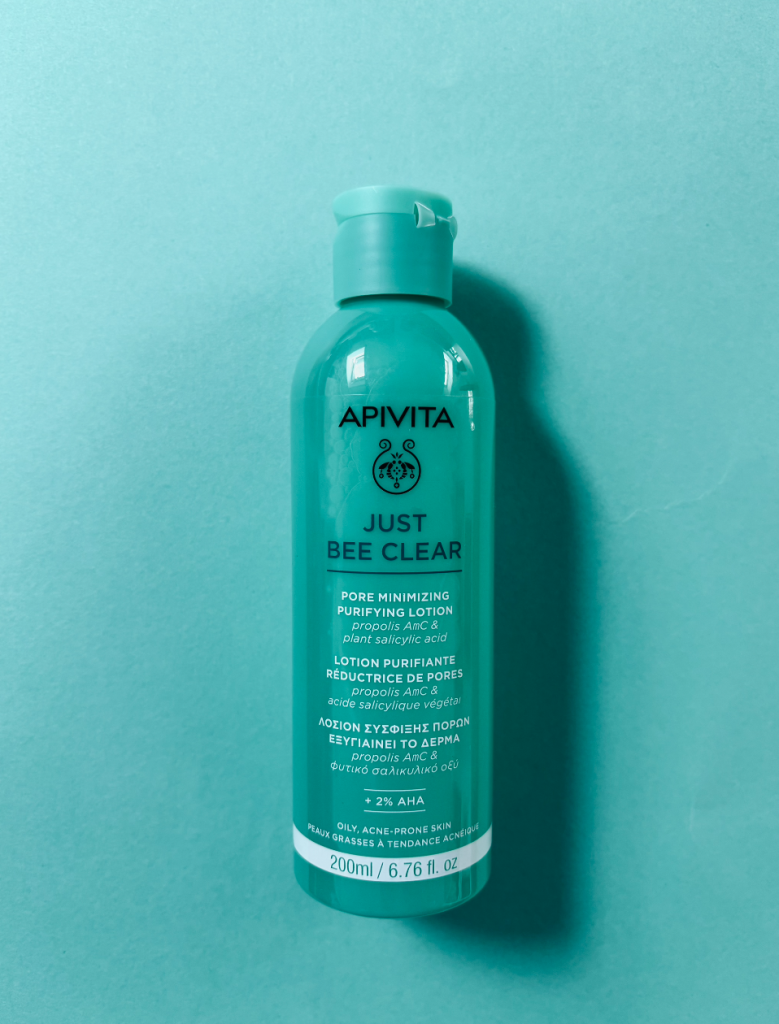 APIVITA
JUST
BEE CLEAR
PORE MINIMIZING
PURIFYING LOTION
propolis AmC &
plant salicylic acid
LOTION PURIFIANTE
RÉDUCTRICE DE PORES
propolis AmC &
acide salicylique végétal
ΛΟΣΙΟΝ ΣΥΣΦΙΞΗΣ ΠΟΡΩΝ
ΕΞΥΓΙΑΙΝΕΙ ΤΟ ΔΕΡΜΑ
propolis AmC &
φυτικό σαλικυλικό οξύ
+ 2% AHA
OILY, ACNE-PRONE SKIN
PEAUX GRASSES À TENDANCE ACNÉIQUE
200ml / 6.76 fl. oz